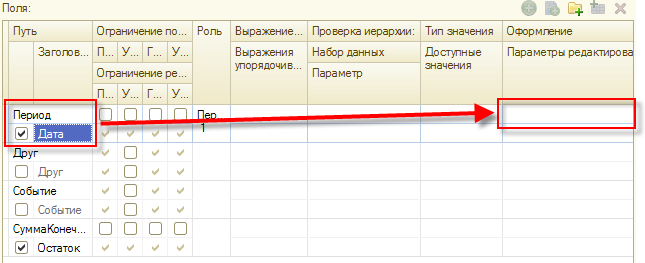 Поля:
Путь
Ограничение по...
Роль
Выражение...
Проверка иерархии:
Тип значения
Оформление
Заголов...
П... У... Г... У...
Выражения упорядочив...
Набор данных
Доступные значения
Параметры редактирова
Ограничение ре...
Параметр
П... У... Г... У...
Период
Пер
Дата
1
Друг
Друг
Событие
Событие
СуммаКонеч...
Остаток